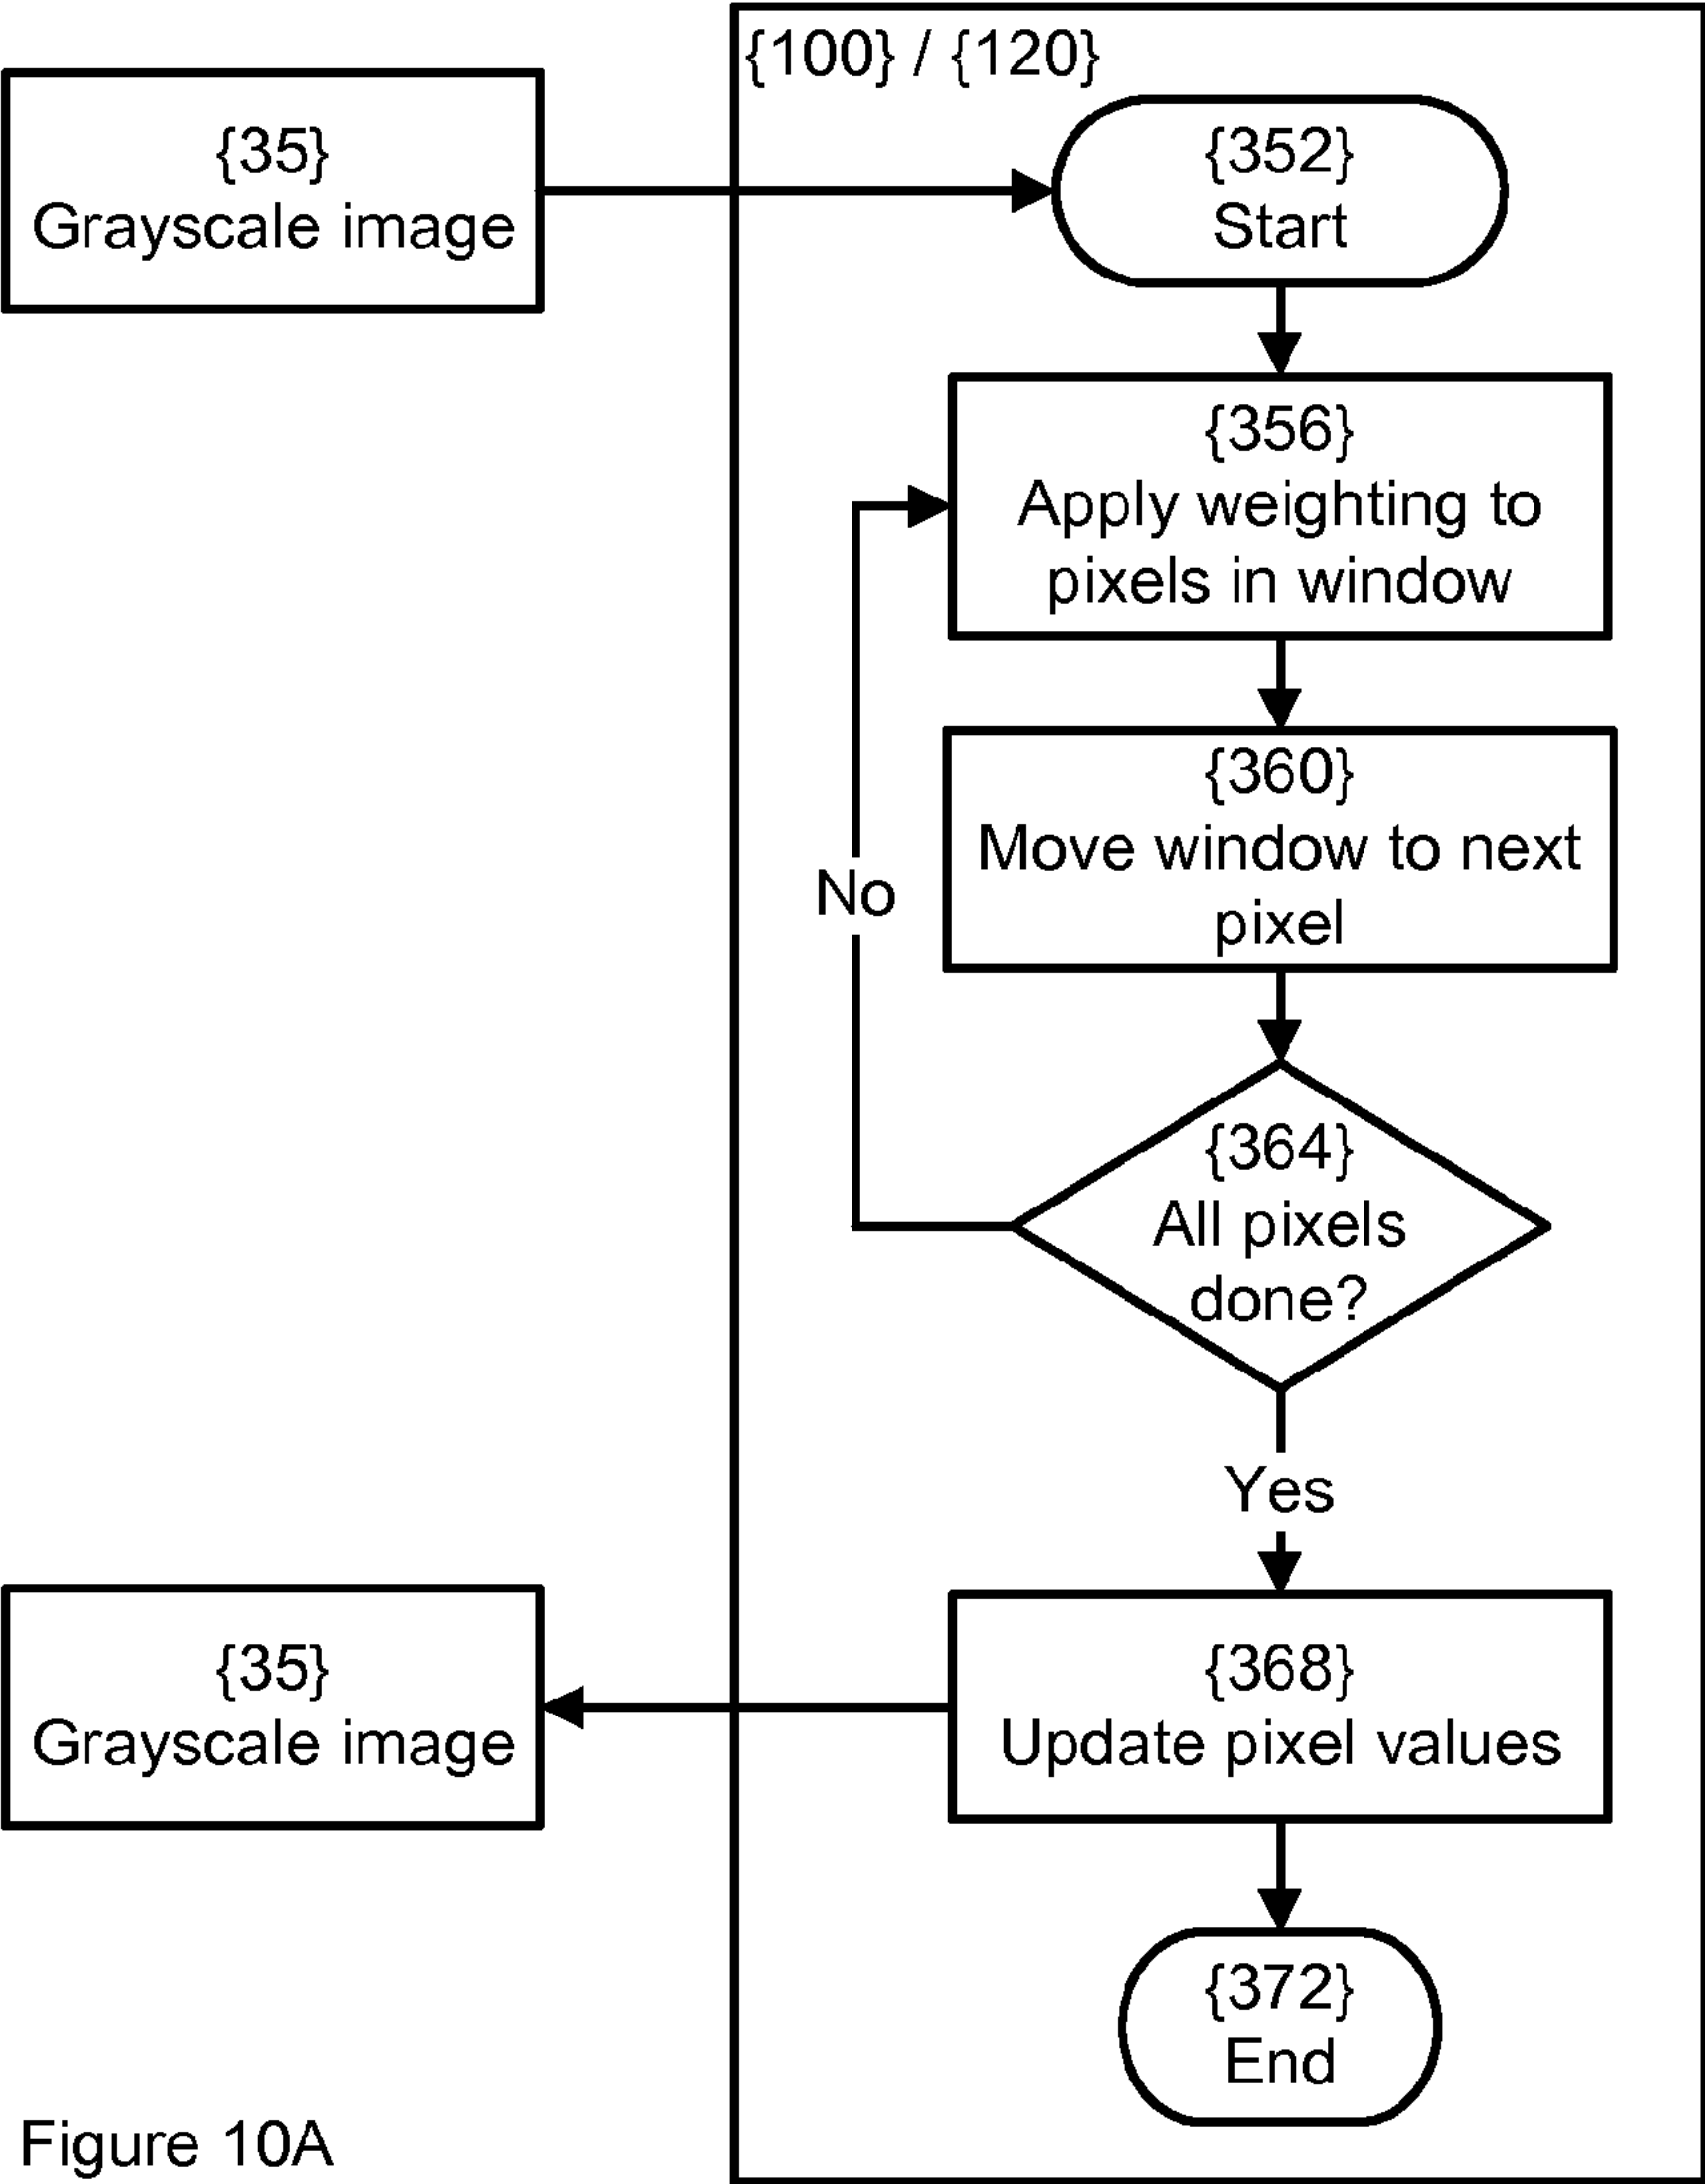 {100} / {120}
{35}
Grayscale image
{352}
Start
{356}
Apply weighting to
pixels in window
{360}
Move window to next
pixel
No
{364}
All pixels
done?
Yes
{35}
Grayscale image
{368}
Update pixel values
{372}
End
Figure 10A